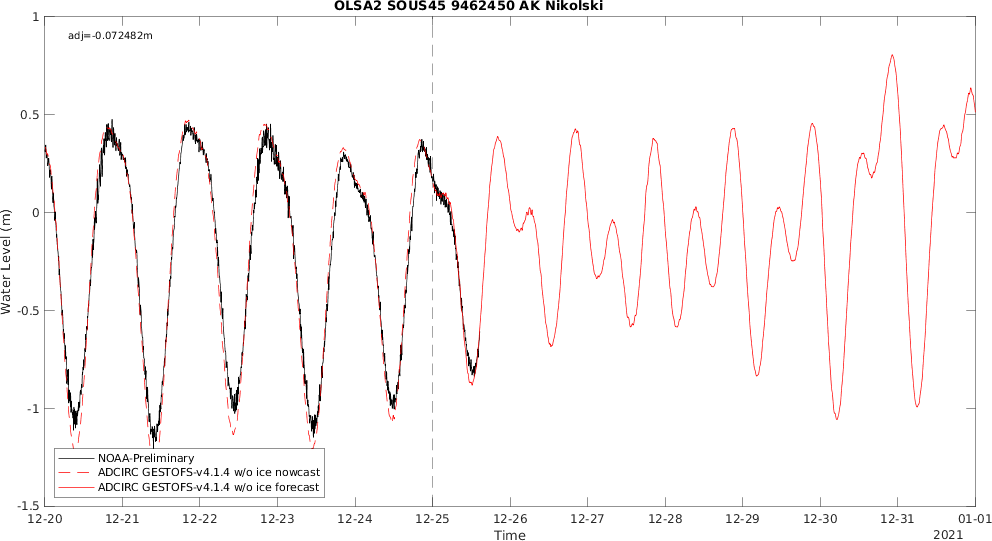 OLSA2 SOUS45 9462450 AK Nikolski
adj=-0.072482m
1
0.5
0
-0.5
-1
-1.5
Water Level (m)
NOAA-Preliminary
ADCIRC GESTOFS-v4.1.4 w/o ice nowcast
ADCIRC GESTOFS-v4.1.4 w/o ice forecast
12-20 12-21 12-22 12-23 12-24 12-25 12-26 12-27 12-28 12-29 12-30 12-31 01-01
Time
2021